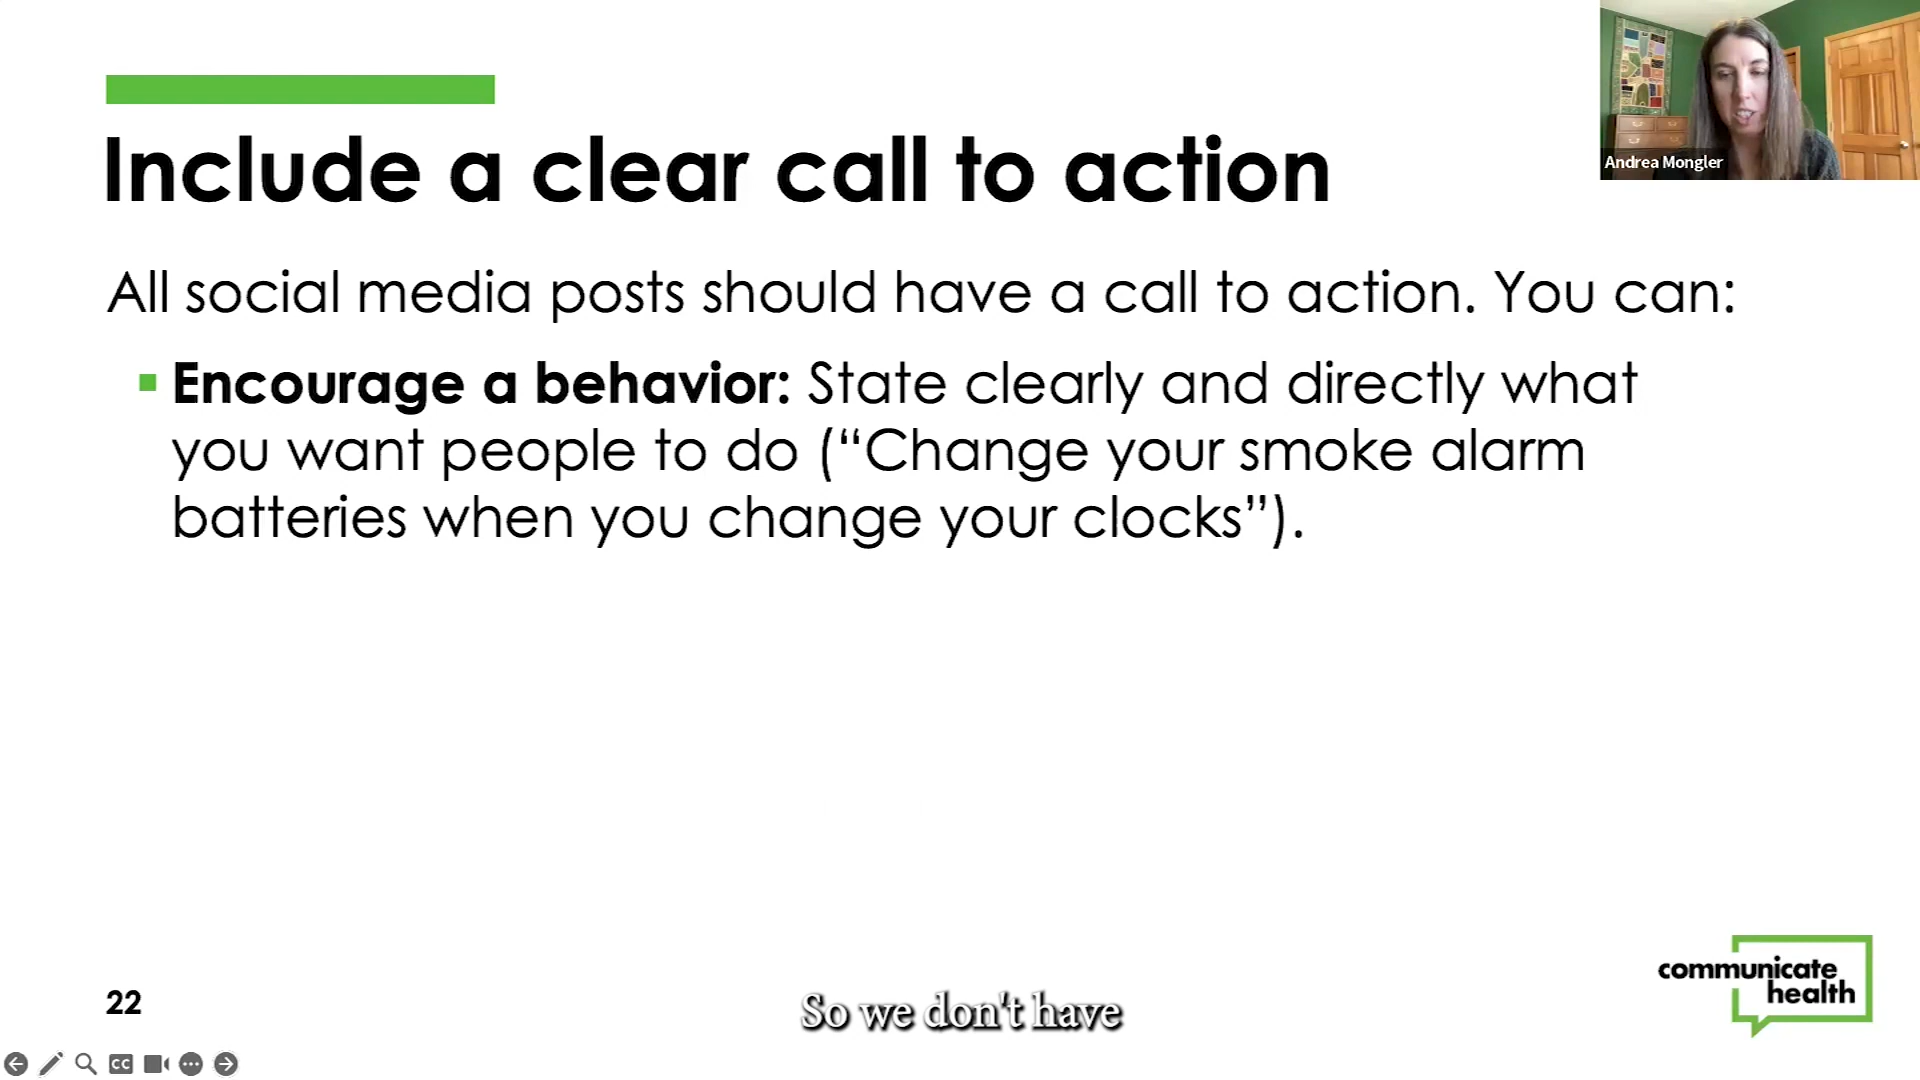 Include a clear call to action
Andrea Mongler
All social media posts should have a call to action. You can:
Encourage a behavior: State clearly and directly what
you want people to do (“Change your smoke alarm
batteries when you change your clocks”).
communicate
health
22
So we don't have
CC